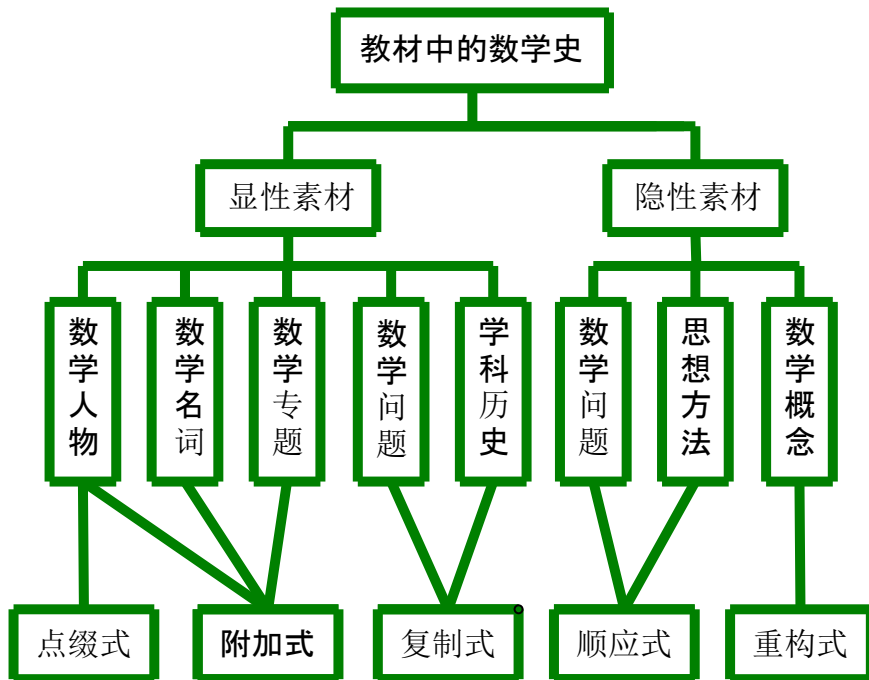 教材中的数学史
显性素材
隐性素材
数学人物
数学名词
数学专题
数学问题
学科历史
数学问题
思想方法
数学概念
点缀式
附加式
复制式
顺应式
重构式